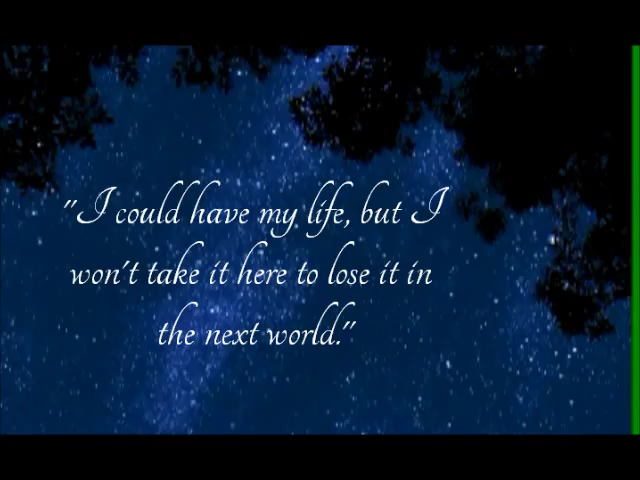 "I could have my life, but I
won't take it here to lose it in
the next world."